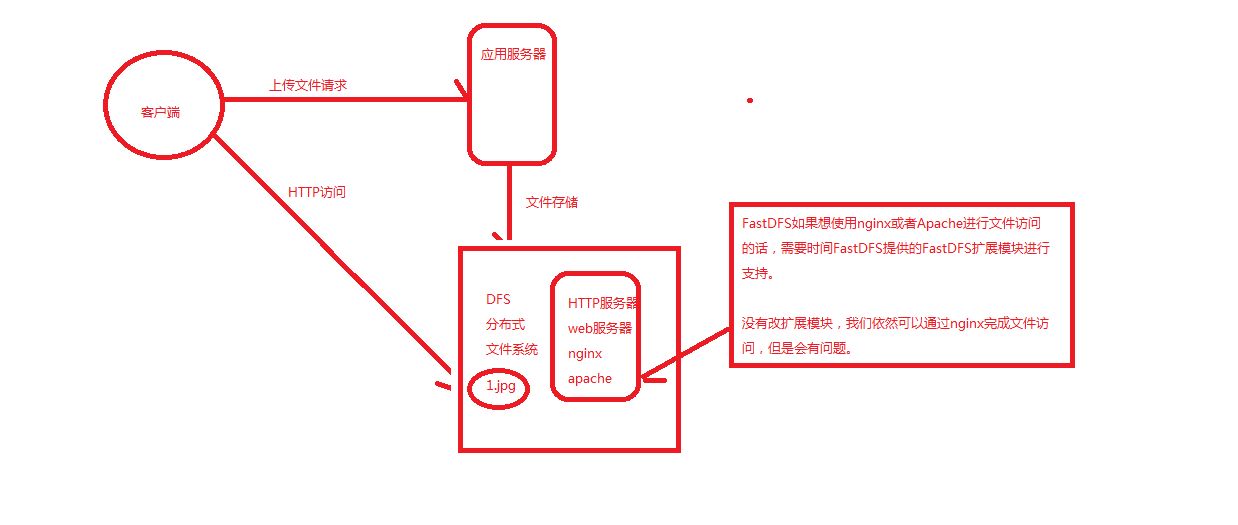 应用服务器
上传文件请求
客户端
HTTP访问
文件存储
FastDFS如果想使用nginx或者Apache进行文件访问
的话，需要时间FastDFS提供的FastDFS扩展模块进行
支持。
没有改扩展模块，我们依然可以通过nginx完成文件访
问，但是会有问题。
DFS
分布式
文件系统
1.jpg
HTTP服务器
web服务器
nginx
apache